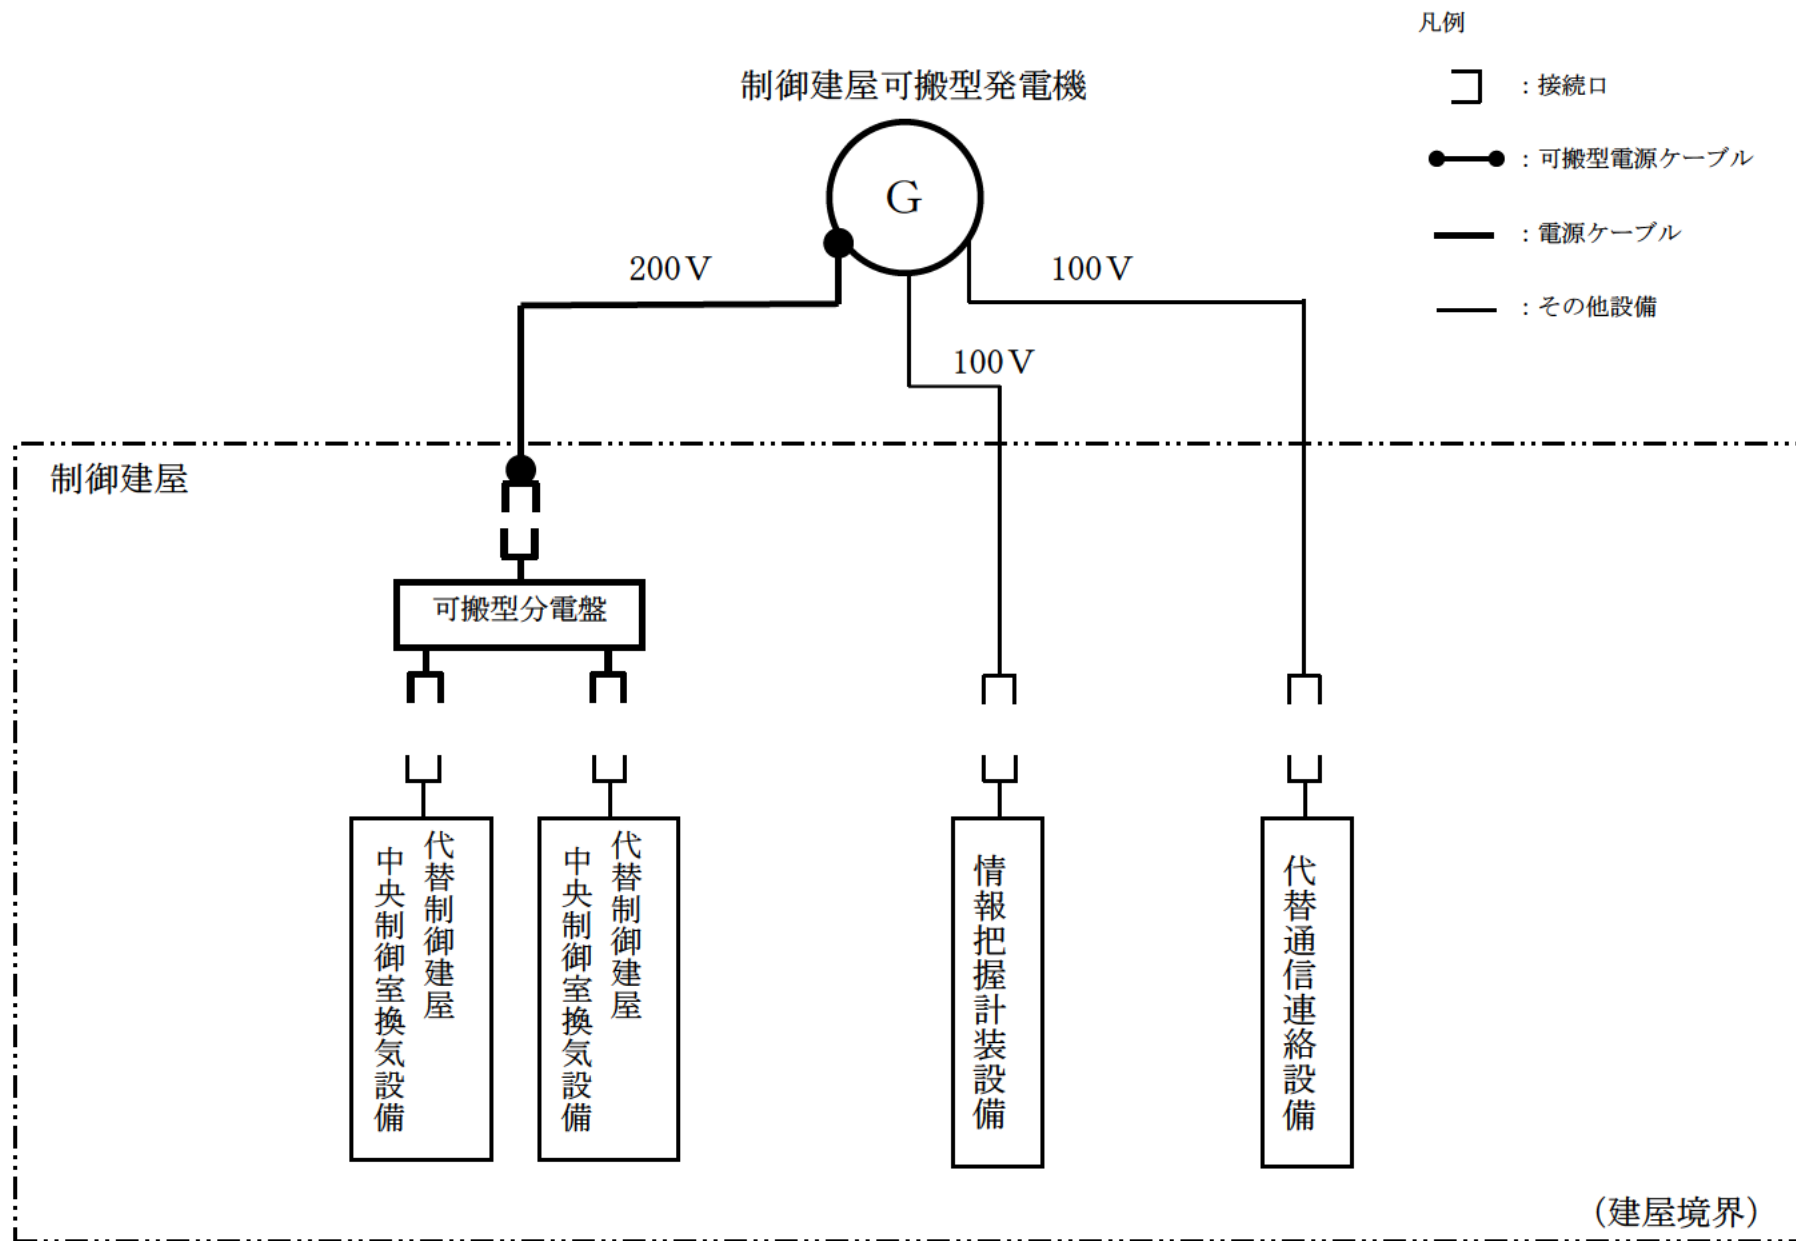 凡例
：接続口
：可搬型電源ケーブル
：電源ケーブル
：その他設備
制御建屋可搬型発電機
G
200V
100V
100V
制御建屋
可搬型分電盤
代替制御建屋
中央制御室換気設備
代替制御建屋
中央制御室換気設備
情報把握計装設備
代替通信連絡設備
（建屋境界）